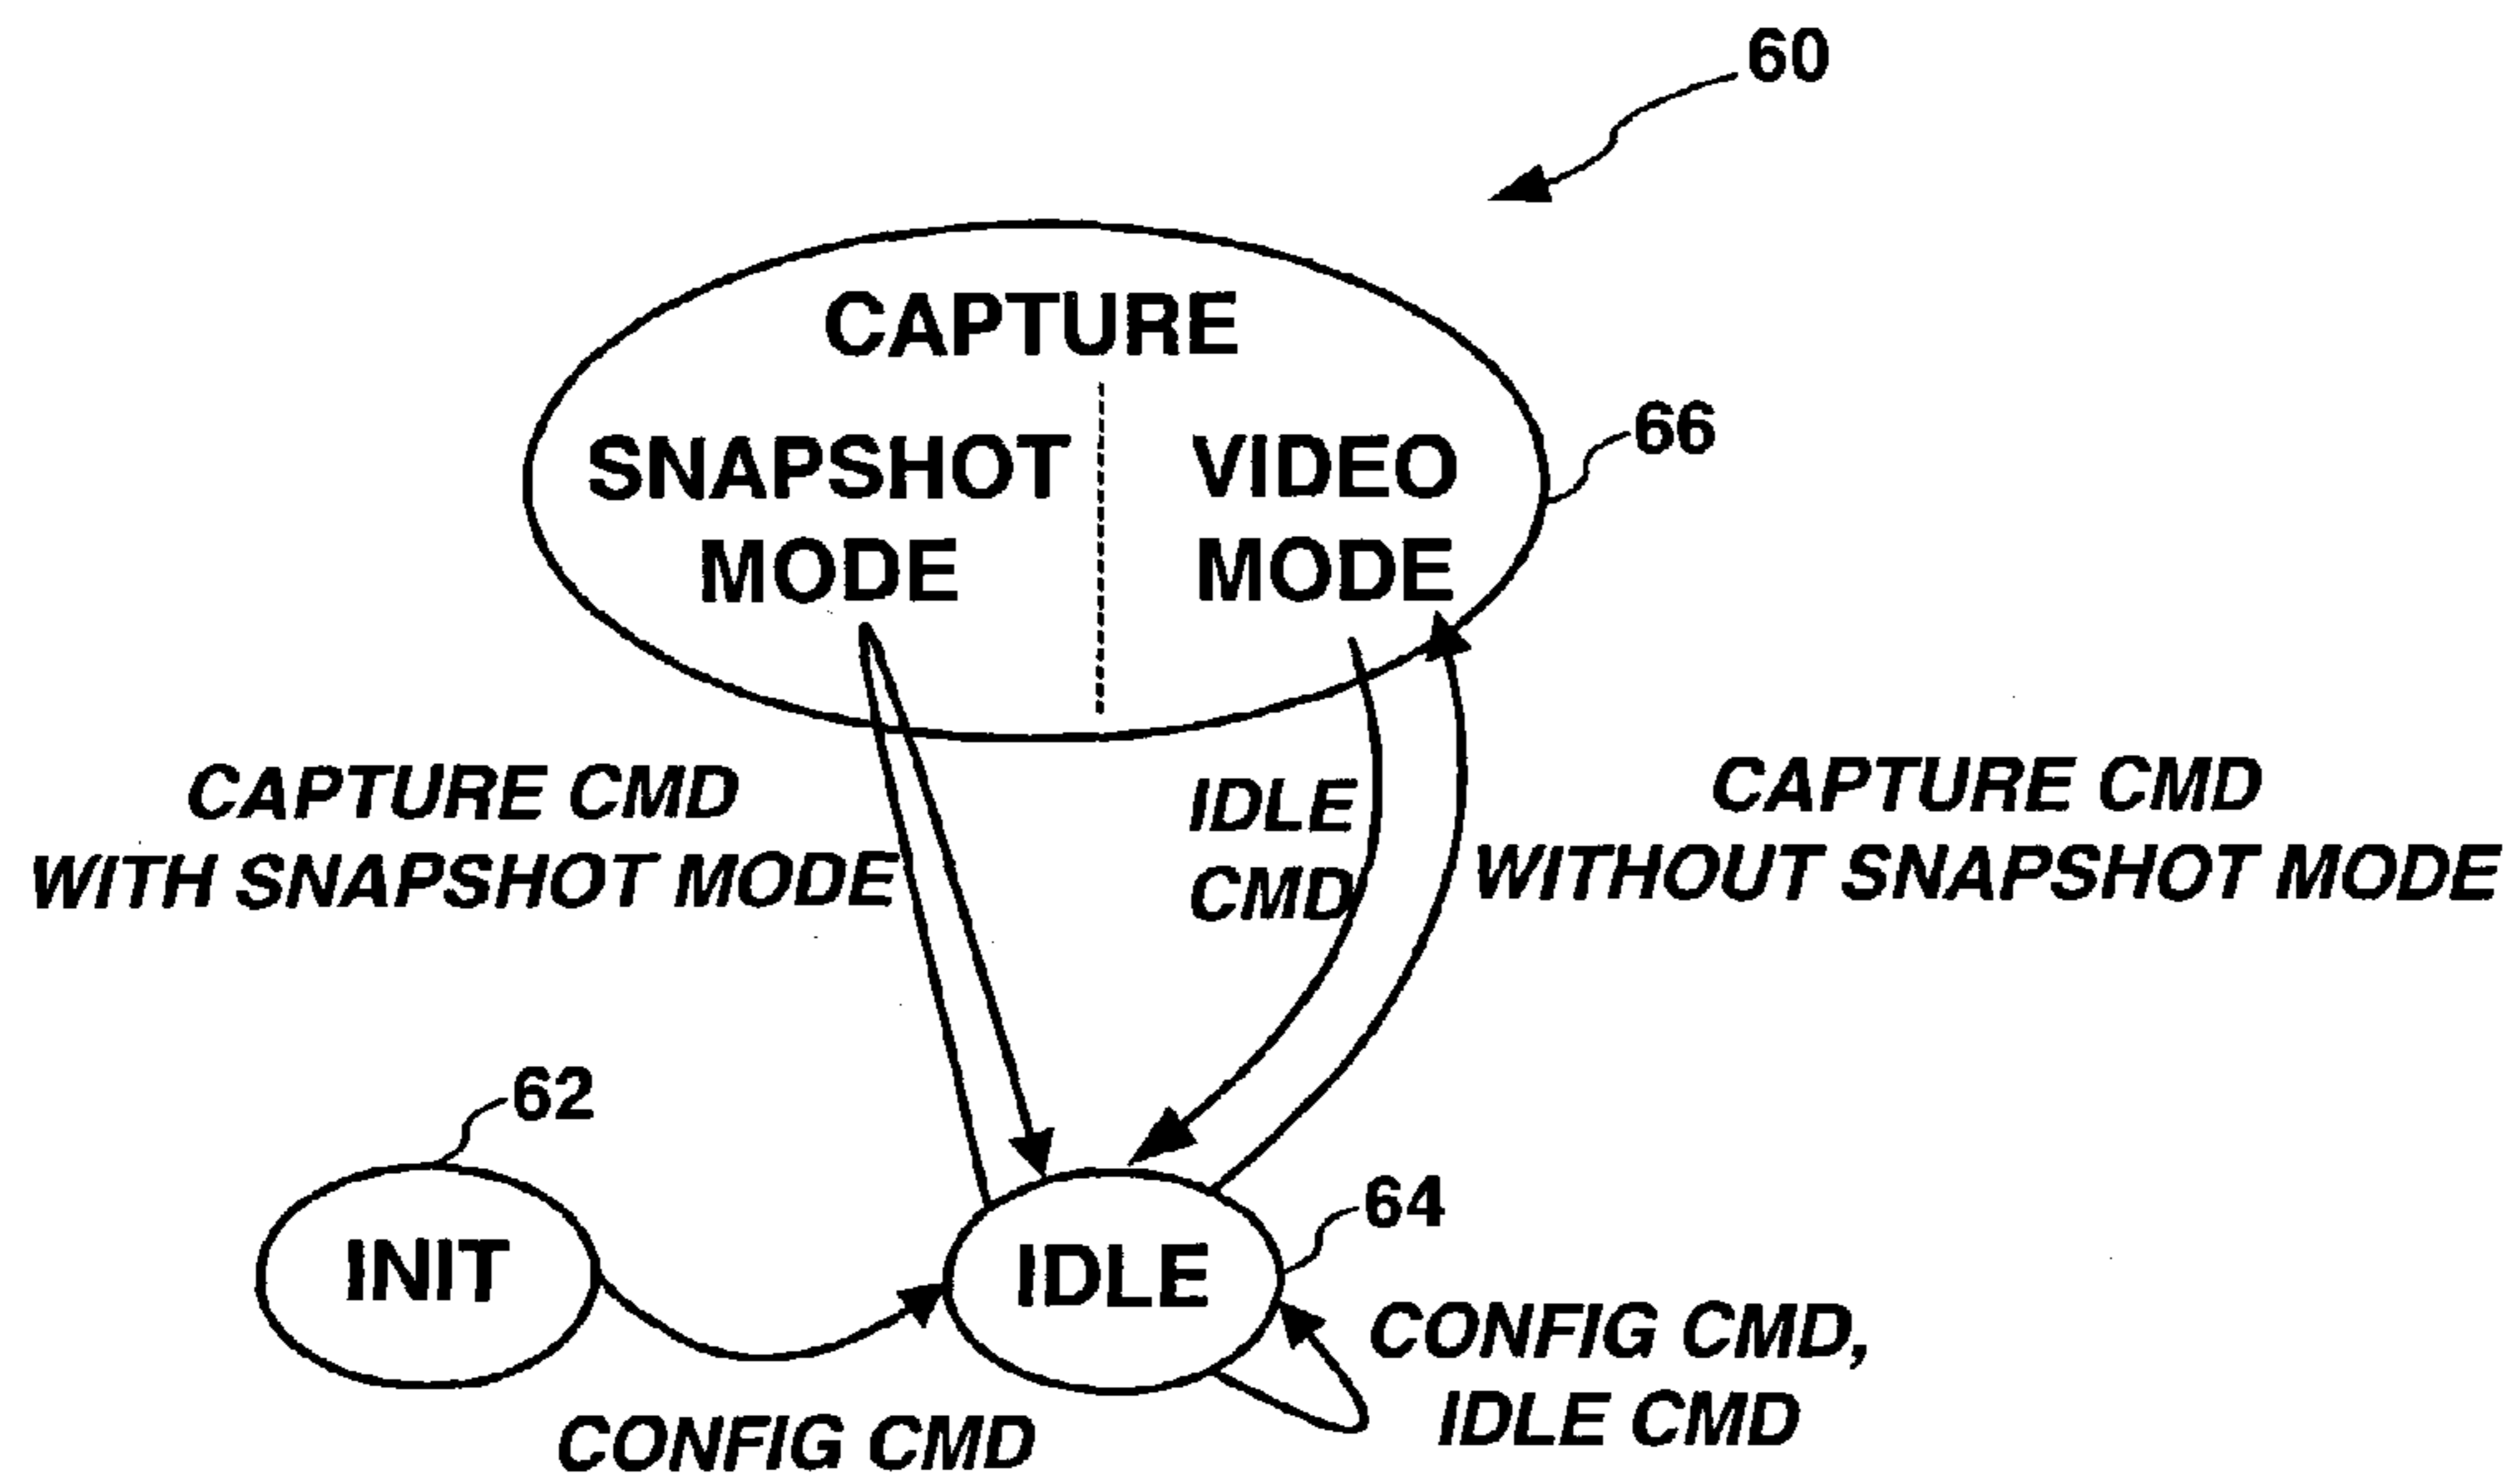 60
CAPTURE
SNAPSHOT
MODE
VIDEO
MODE
66
CAPTURE CMD
WITH SNAPSHOT MODE
IDLE
CMD
CAPTURE CMD
WITHOUT SNAPSHOT MODE
62
INIT
64
IDLE
CONFIG CMD,
IDLE CMD
CONFIG CMD